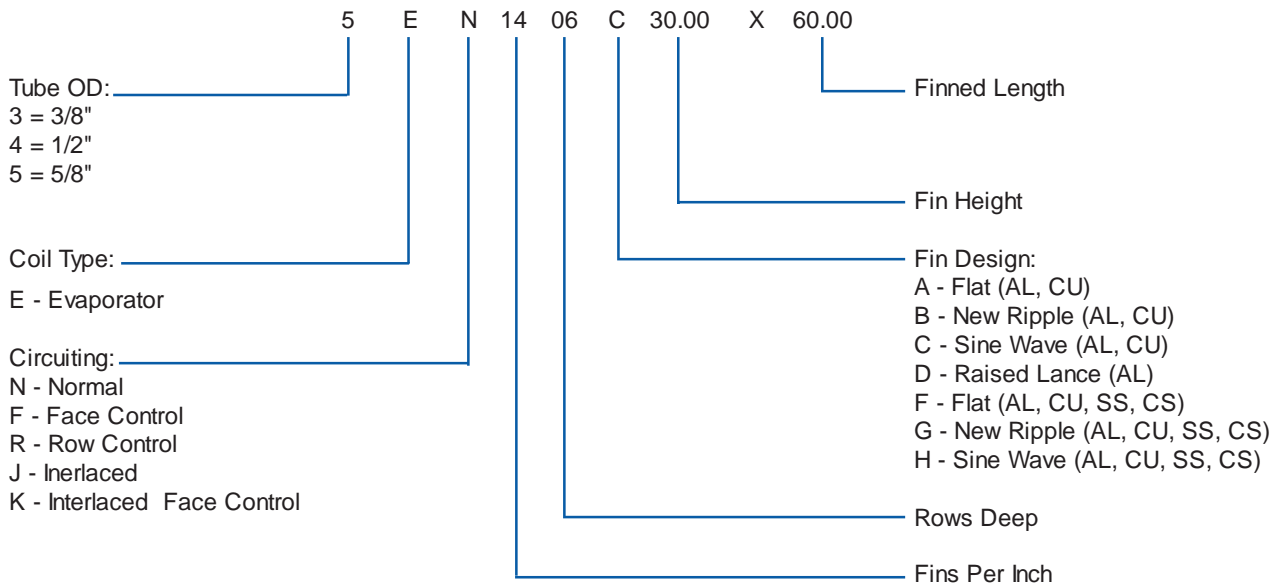 5 E N 14 06 C 30.00 X 60.00
Tube OD:
3 = 3/8"
4 = 1/2"
5 = 5/8"
Coil Type:
E - Evaporator
Circuiting:
N - Normal
F - Face Control
R - Row Control
J - Inerlaced
K - Interlaced Face Control
Finned Length
Fin Height
Fin Design:
A - Flat (AL, CU)
B - New Ripple (AL, CU)
C - Sine Wave (AL, CU)
D - Raised Lance (AL)
F - Flat (AL, CU, SS, CS)
G - New Ripple (AL, CU, SS, CS)
H - Sine Wave (AL, CU, SS, CS)
Rows Deep
Fins Per Inch